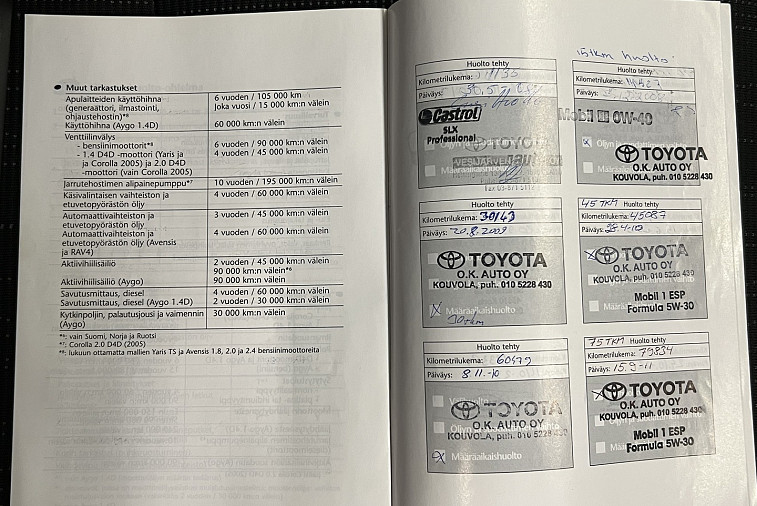 Muut tarkastukset
Apulaitteiden käyttöhihna
(generaattori, ilmastointi,
ohjaustehostin)*⁸
6 vuoden / 105 000 km
Joka vuosi / 15 000 km:n välein
Käyttöhihna (Aygo 1.4D)
60 000 km:n välein
Venttiilinvälys
- bensiinimoottorit*⁸
6 vuoden / 90 000 km:n välein
- 1.4 D4D -moottori (Yaris ja
ja Corolla 2005) ja 2.0 D4D
-moottori (vain Corolla 2005)
4 vuoden / 45 000 km:n välein
Jarrutehostimen alipainepumppu*⁷
10 vuoden / 195 000 km:n välein
Käsivalintaisen vaihteiston ja
etuvetopyörästön öljy
4 vuoden / 60 000 km:n välein
Automaattivaihteiston ja
etuvetopyörästön öljy
3 vuoden / 45 000 km:n välein
Automaattivaihteiston ja
etuvetopyörästön öljy (Avensis
ja RAV4)
4 vuoden / 60 000 km:n välein
Aktiivihiilisäiliö
2 vuoden / 45 000 km:n välein
90 000 km:n välein*⁶
Aktiivihiilisäiliö (Aygo)
90 000 km:n välein
Savutusmittaus, diesel
4 vuoden / 60 000 km:n välein
Savutusmittaus, diesel (Aygo 1.4D)
2 vuoden / 30 000 km:n välein
Kytkinpoljin, palautusjousi ja vaimennin
(Aygo)
30 000 km:n välein
*⁶: vain Suomi, Norja ja Ruotsi
*⁷: Corolla 2.0 D4D (2005)
*⁸: lukuun ottamatta mallien Yaris TS ja Avensis 1.8, 2.0 ja 2.4 bensiinimoottoreita
Huolto tehty
Kilometrilukema:
Päiväys:
Castrol
SLX
Professional
TOYOTA
15tkm huolto
Huolto tehty
Kilometrilukema:
Päiväys:
Mobil 1 0W-40
TOYOTA
O.K. AUTO OY
KOUVOLA, puh. 010 5228 430
Huolto tehty
Kilometrilukema: 30143
Päiväys: 20.8.2009
TOYOTA
O.K. AUTO OY
KOUVOLA, puh. 010 5228 430
Määräaikaishuolto
30tkm
45 TKM Huolto tehty
Kilometrilukema: 45087
Päiväys: 28.4-10
TOYOTA
O.K. AUTO OY
KOUVOLA, puh. 010 5228 430
Mobil 1 ESP
Formula 5W-30
Huolto tehty
Kilometrilukema: 60479
Päiväys: 8.11.-10
TOYOTA
O.K. AUTO OY
KOUVOLA, puh. 010 5228 430
Määräaikaishuolto
75 TKM Huolto tehty
Kilometrilukema: 79834
Päiväys: 15.9-11
TOYOTA
O.K. AUTO OY
KOUVOLA, puh. 010 5228 430
Mobil 1 ESP
Formula 5W-30